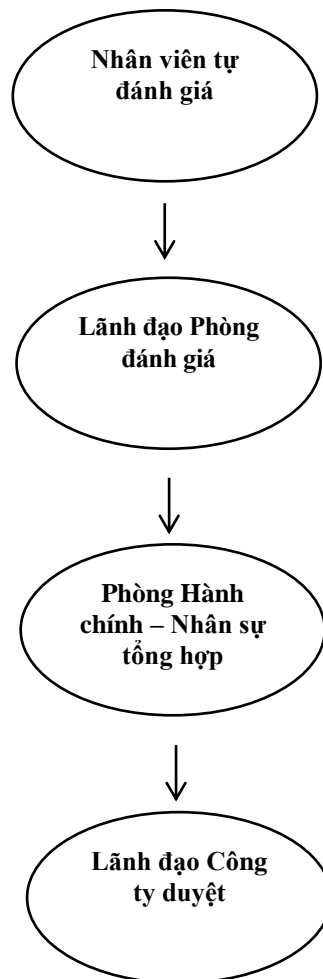 Nhân viên tự
đánh giá
Lãnh đạo Phòng
đánh giá
Phòng Hành
chính – Nhân sự
tổng hợp
Lãnh đạo Công
ty duyệt